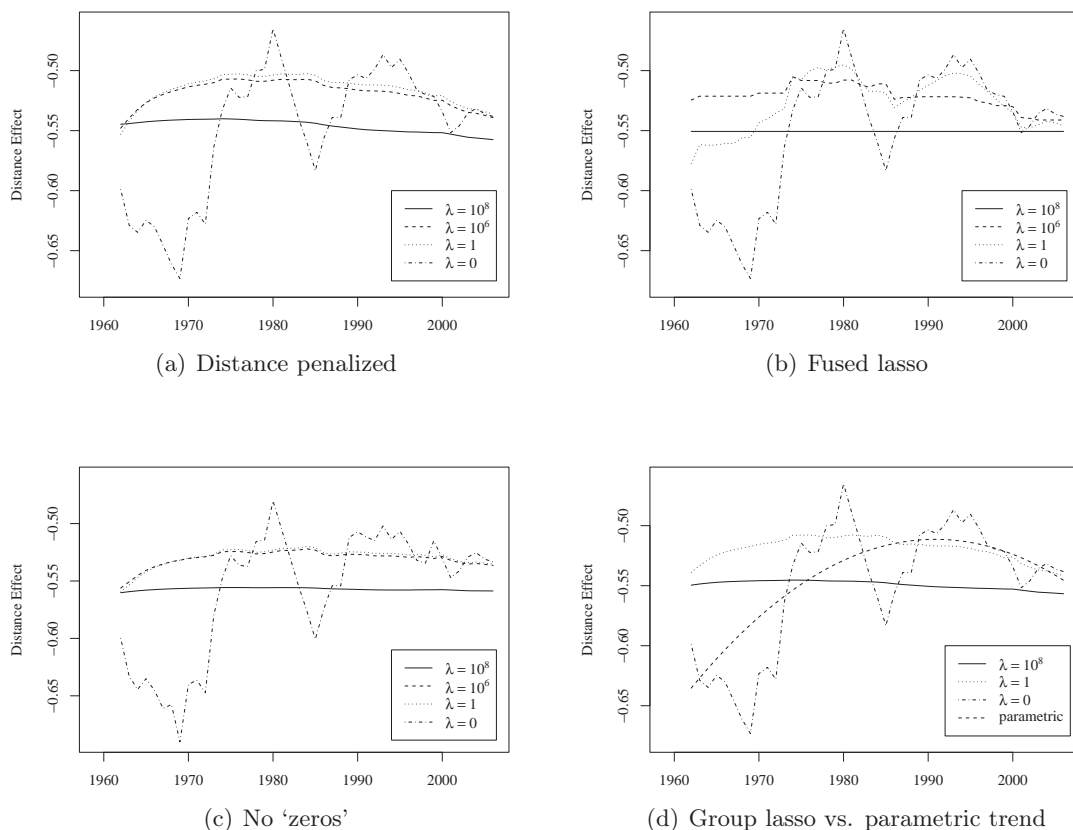 Distance Effect
−0.50
−0.55
−0.60
−0.65
λ = 10⁸
λ = 10⁶
λ = 1
λ = 0
1960 1970 1980 1990 2000
(a) Distance penalized
Distance Effect
−0.50
−0.55
−0.60
−0.65
λ = 10⁸
λ = 10⁶
λ = 1
λ = 0
1960 1970 1980 1990 2000
(b) Fused lasso
Distance Effect
−0.50
−0.55
−0.60
−0.65
λ = 10⁸
λ = 10⁶
λ = 1
λ = 0
1960 1970 1980 1990 2000
(c) No ‘zeros’
Distance Effect
−0.50
−0.55
−0.60
−0.65
λ = 10⁸
λ = 1
λ = 0
parametric
1960 1970 1980 1990 2000
(d) Group lasso vs. parametric trend